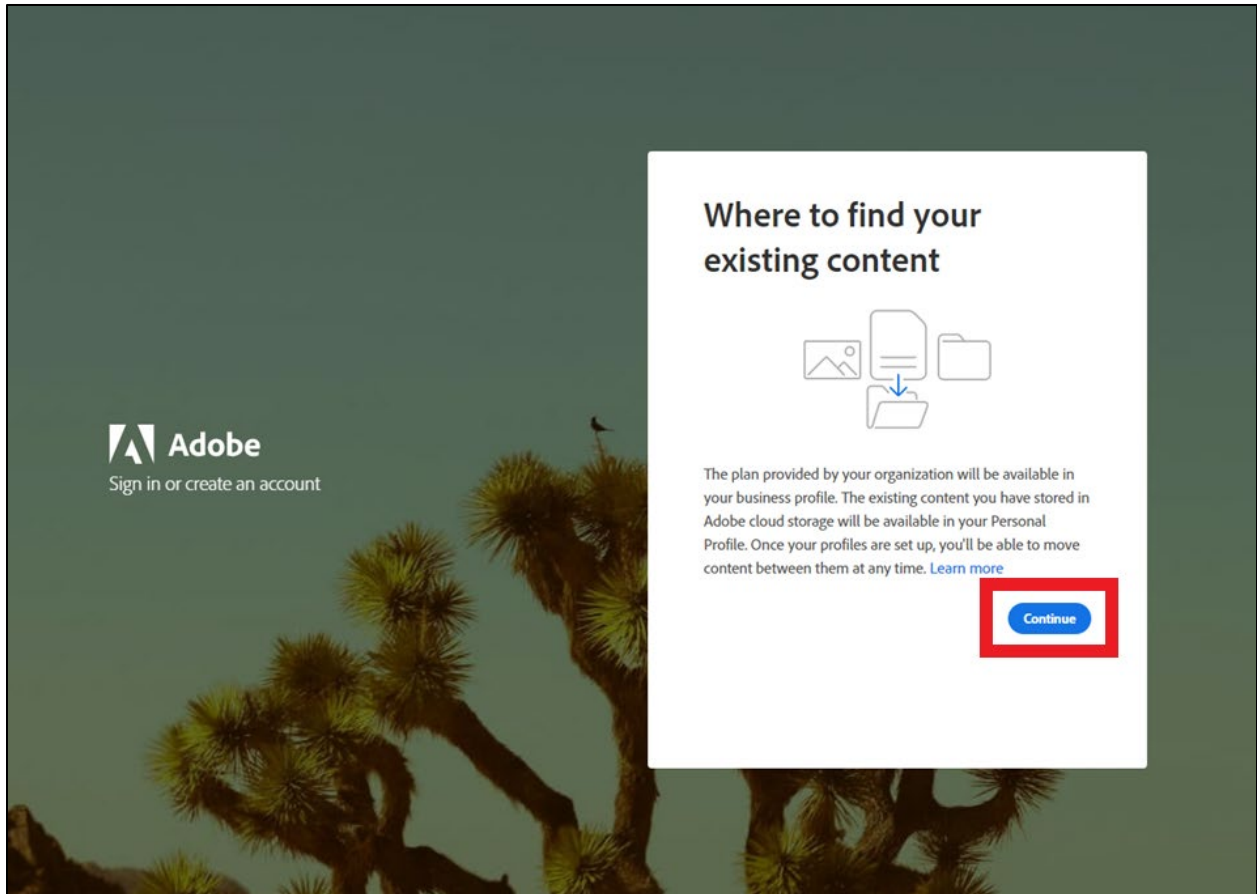 Adobe
Sign in or create an account
Where to find your
existing content
The plan provided by your organization will be available in
your business profile. The existing content you have stored in
Adobe cloud storage will be available in your Personal
Profile. Once your profiles are set up, you'll be able to move
content between them at any time. Learn more
Continue